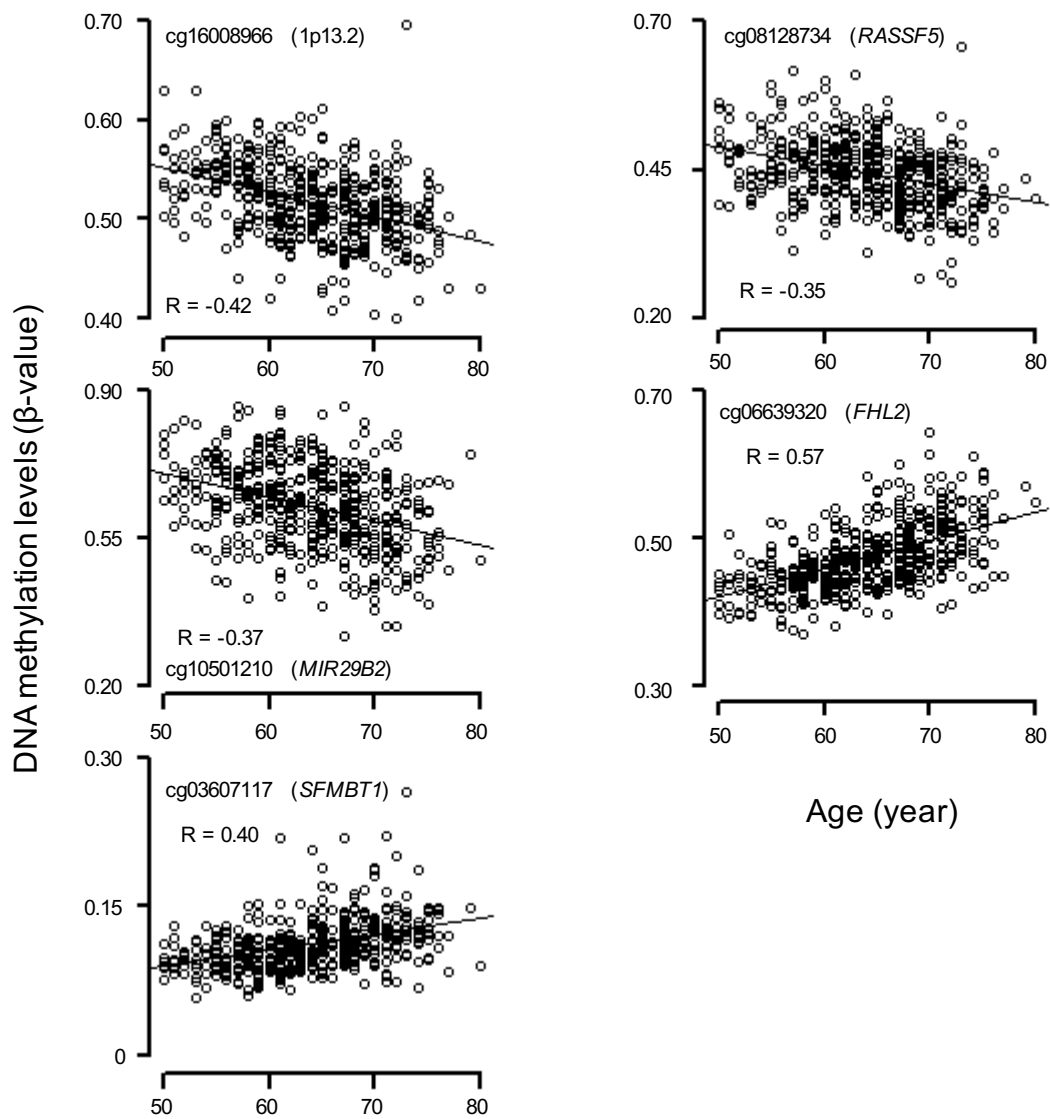 DNA methylation levels (β-value)
0.70
0.60
0.50
0.40
cg16008966 (1p13.2)
R = -0.42
50 60 70 80
0.70
0.45
0.20
cg08128734 (RASSF5)
R = -0.35
50 60 70 80
0.90
0.55
0.20
R = -0.37
cg10501210 (MIR29B2)
50 60 70 80
0.70
0.50
0.30
cg06639320 (FHL2)
R = 0.57
50 60 70 80
0.30
0.15
0
cg03607117 (SFMBT1)
R = 0.40
50 60 70 80
Age (year)